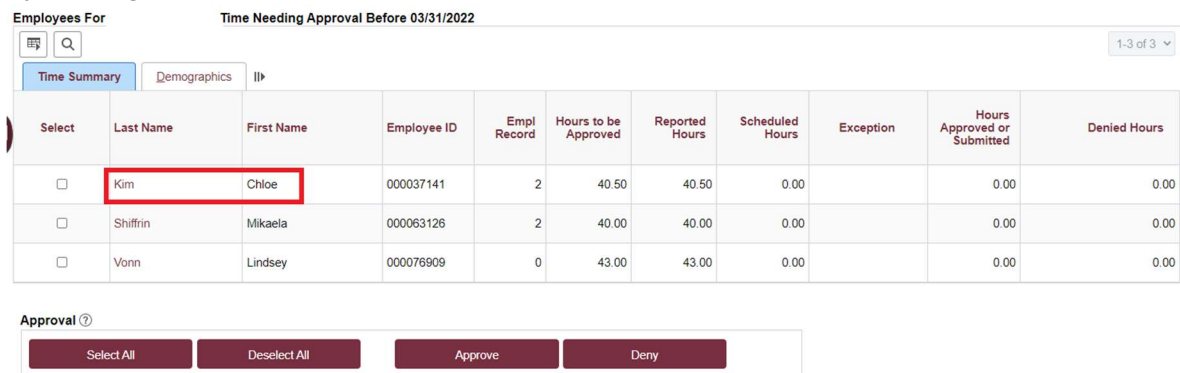 Employees For Time Needing Approval Before 03/31/2022
1-3 of 3
Time Summary Demographics
Select Last Name First Name Employee ID Empl Record Hours to be Approved Reported Hours Scheduled Hours Exception Hours Approved or Submitted Denied Hours
Kim Chloe 000037141 2 40.50 40.50 0.00 0.00 0.00
Shiffrin Mikaela 000063126 2 40.00 40.00 0.00 0.00 0.00
Vonn Lindsey 000076909 0 43.00 43.00 0.00 0.00 0.00
Approval ?
Select All Deselect All Approve Deny